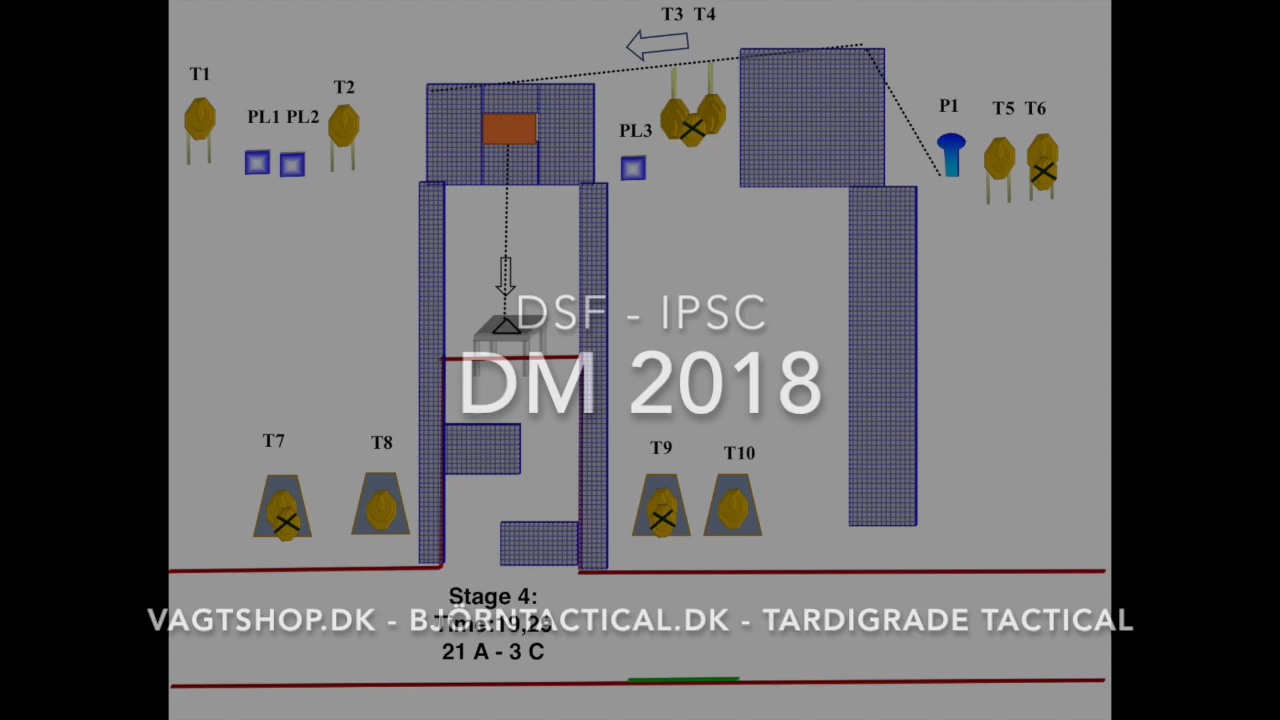 T3 T4
T1
T2
PL1 PL2
PL3
P1
T5 T6
DSF - IPSC
DM 2018
T7
T8
T9
T10
Stage 4:
VAGTSHOP.DK - BJÖRNTACTICAL.DK - TARDIGRADE TACTICAL
21 A - 3 C